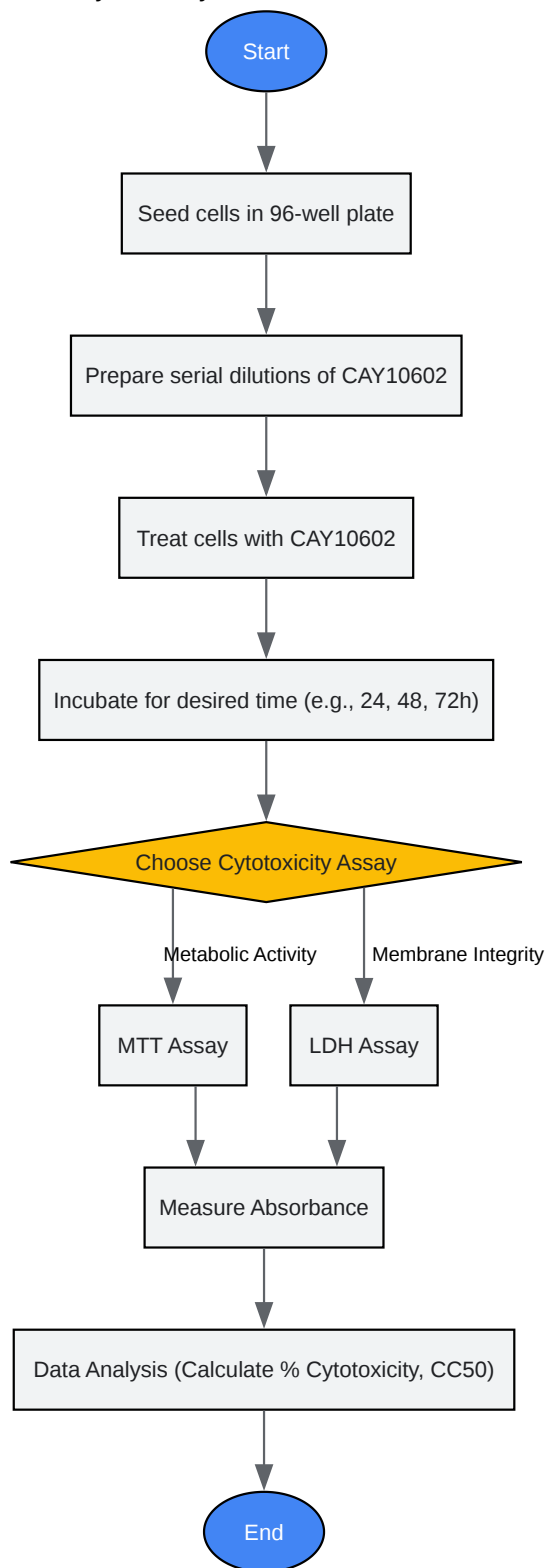 Start
Seed cells in 96-well plate
Prepare serial dilutions of CAY10602
Treat cells with CAY10602
Incubate for desired time (e.g., 24, 48, 72h)
Choose Cytotoxicity Assay
Metabolic Activity
Membrane Integrity
MTT Assay
LDH Assay
Measure Absorbance
Data Analysis (Calculate % Cytotoxicity, CC50)
End